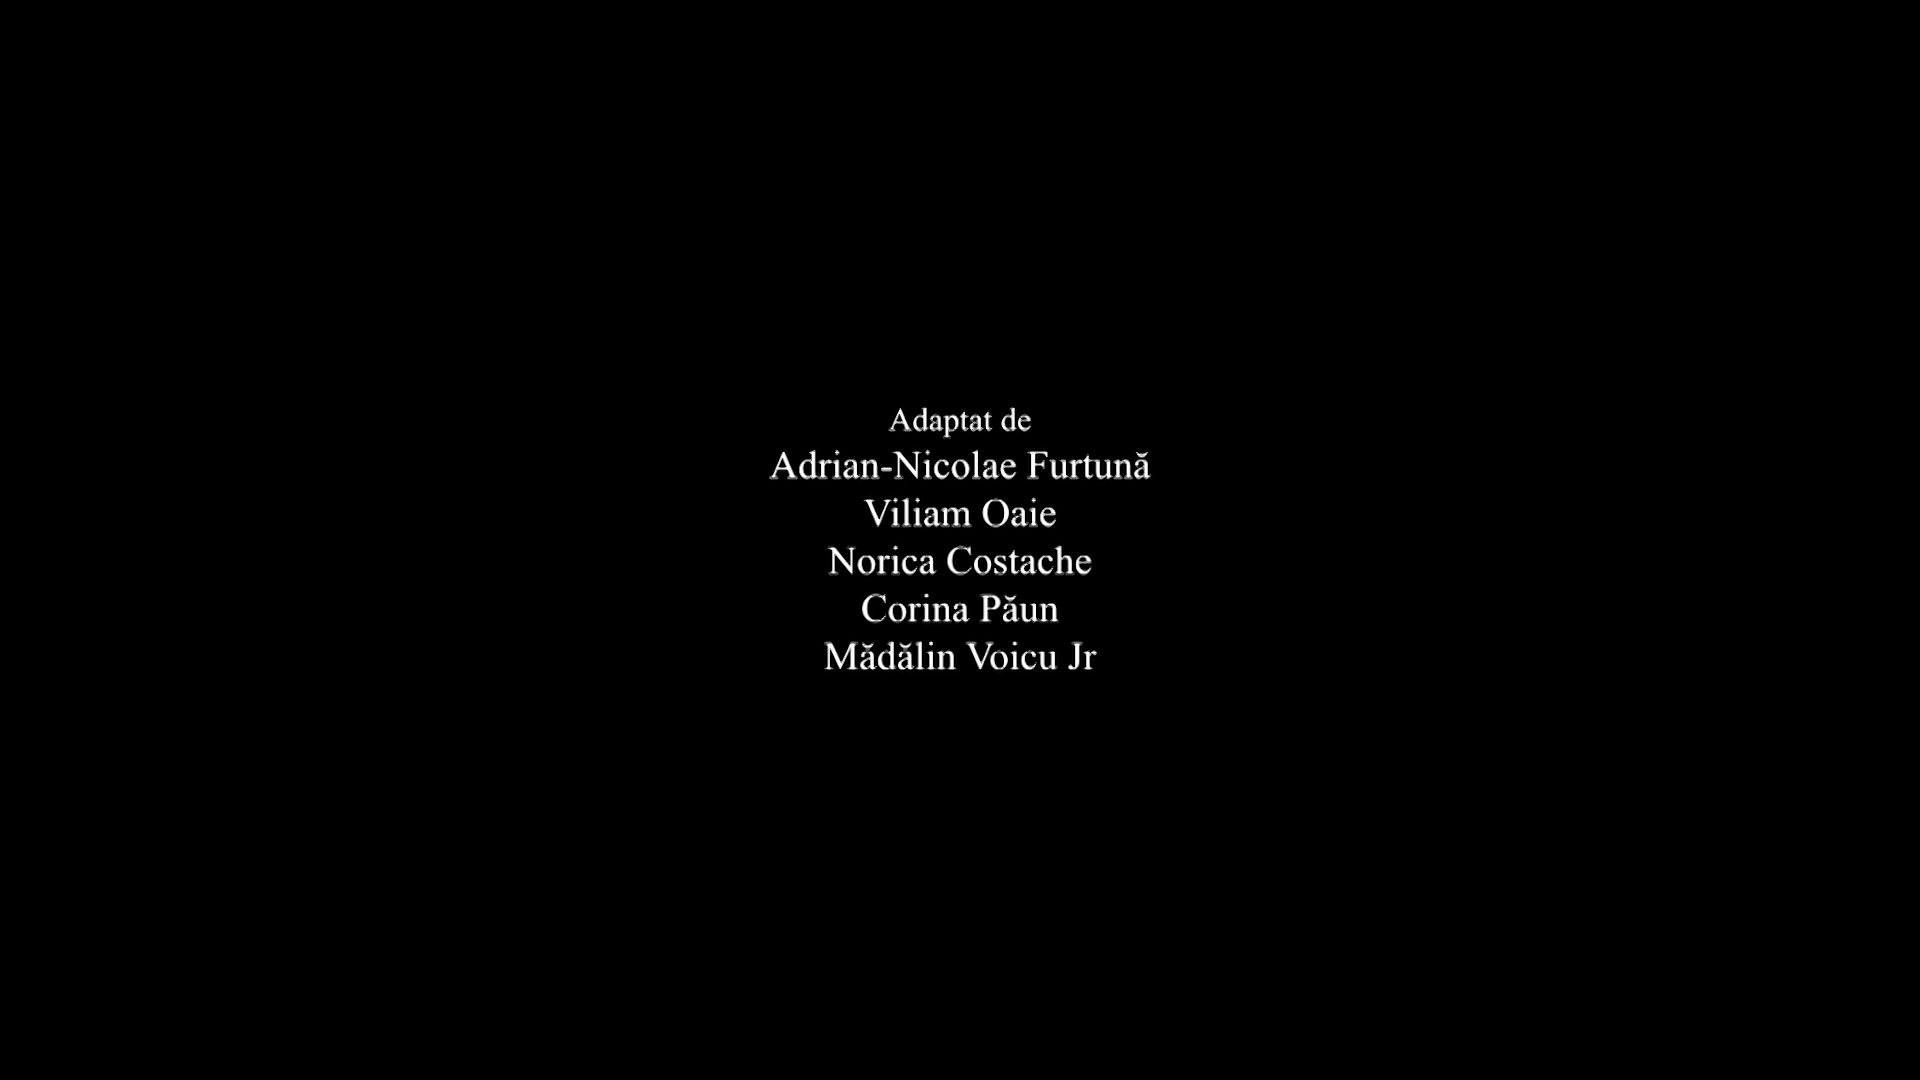 Adaptat de
Adrian-Nicolae Furtună
Viliam Oaie
Norica Costache
Corina Păun
Mădălin Voicu Jr